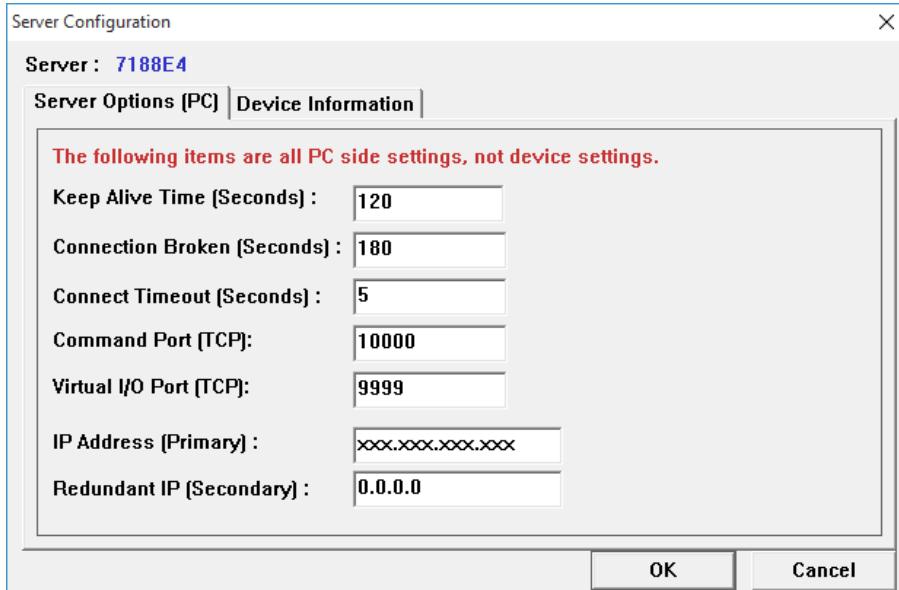 Server Configuration
Server : 7188E4
Server Options (PC) Device Information
The following items are all PC side settings, not device settings.
Keep Alive Time (Seconds) : 120
Connection Broken (Seconds) : 180
Connect Timeout (Seconds) : 5
Command Port (TCP): 10000
Virtual I/O Port (TCP): 9999
IP Address (Primary) : xxx.xxx.xxx.xxx
Redundant IP (Secondary) : 0.0.0.0
OK Cancel